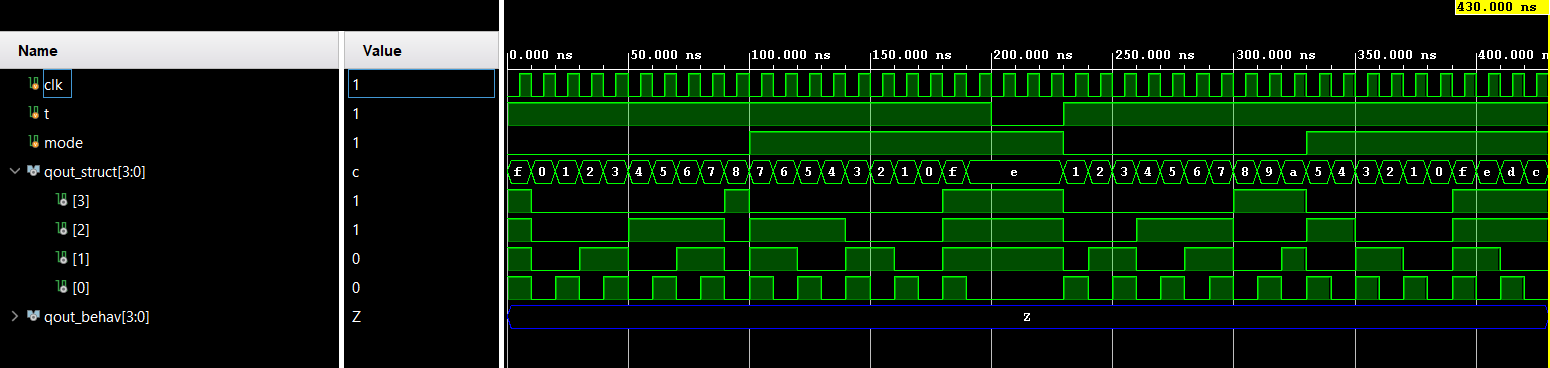 430.000 ns
Name Value
0.000 ns 50.000 ns 100.000 ns 150.000 ns 200.000 ns 250.000 ns 300.000 ns 350.000 ns 400.000 n
clk 1
t 1
mode 1
qout_struct[3:0] c f 0 1 2 3 4 5 6 7 8 7 6 5 4 3 2 1 0 f e 1 2 3 4 5 6 7 8 9 a 5 4 3 2 1 0 f e d c
[3] 1
[2] 1
[1] 0
[0] 0
qout_behav[3:0] Z Z